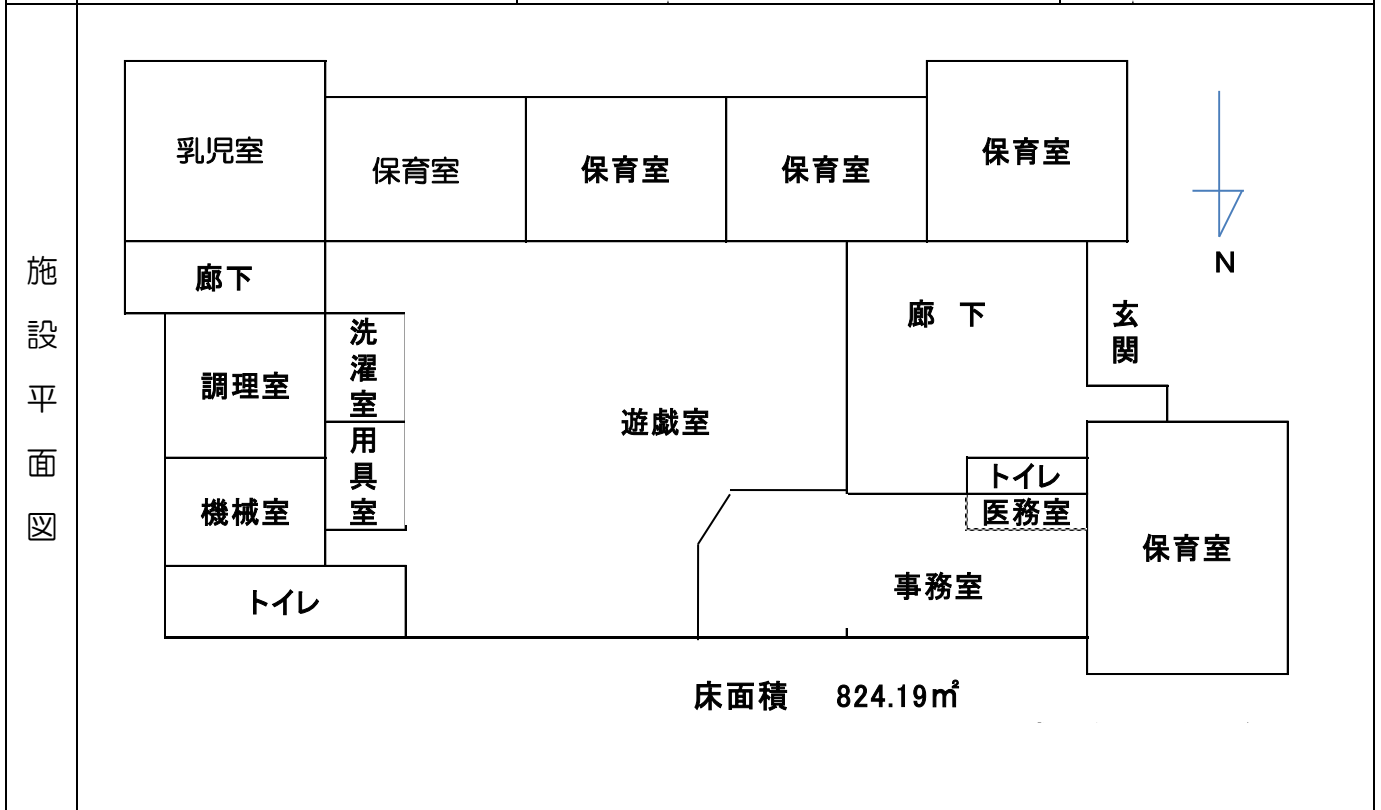 施設平面図
乳児室
保育室
保育室
保育室
保育室
N
廊下
廊 下
玄関
洗濯室
調理室
遊戯室
用具室
トイレ
機械室
医務室
保育室
事務室
トイレ
床面積 824.19㎡